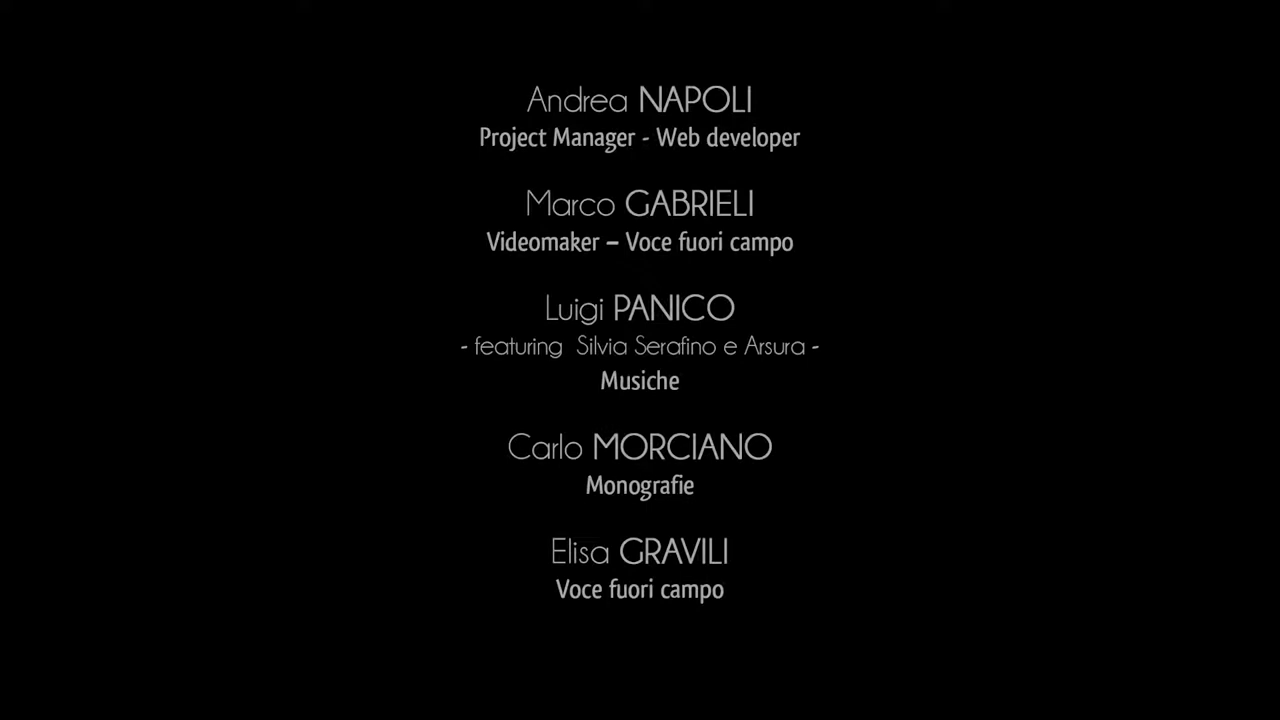 Andrea NAPOLI
Project Manager - Web developer
Marco GABRIELI
Videomaker – Voce fuori campo
Luigi PANICO
- featuring Silvia Serafino e Arsura -
Musiche
Carlo MORCIANO
Monografie
Elisa GRAVILI
Voce fuori campo